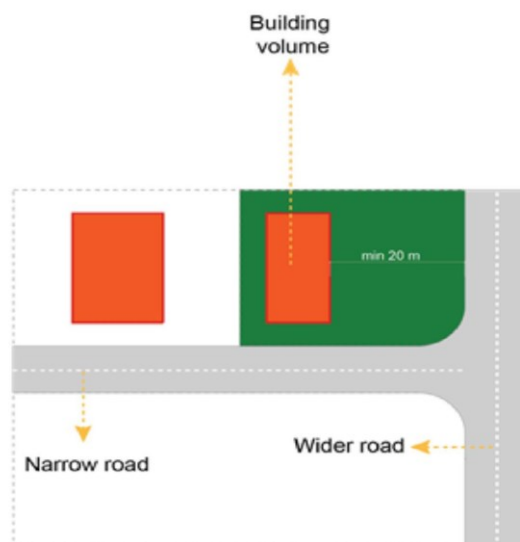 Building
volume
min 20 m
Wider road
Narrow road